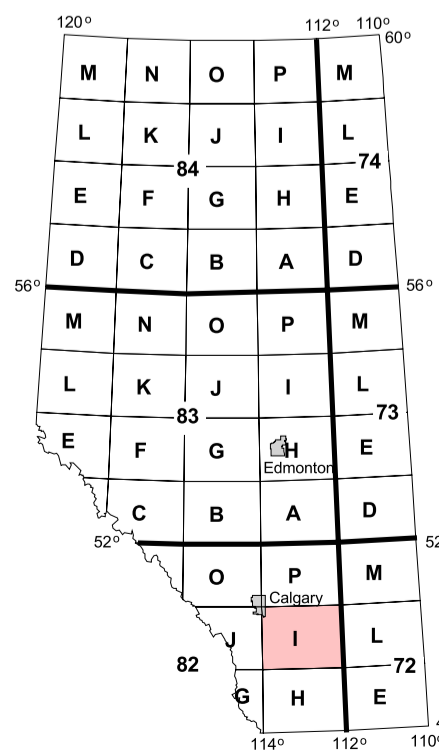 120° 112° 110°
60°
M N O P M
L K J I L
84 74
E F G H E
D C B A D
56° 56°
M N O P M
L K J I L
83 73
E F G H E
Edmonton
C B A D
52° 52
O P M
Calgary
J I L
82 72
G H E
4
114° 112° 110°